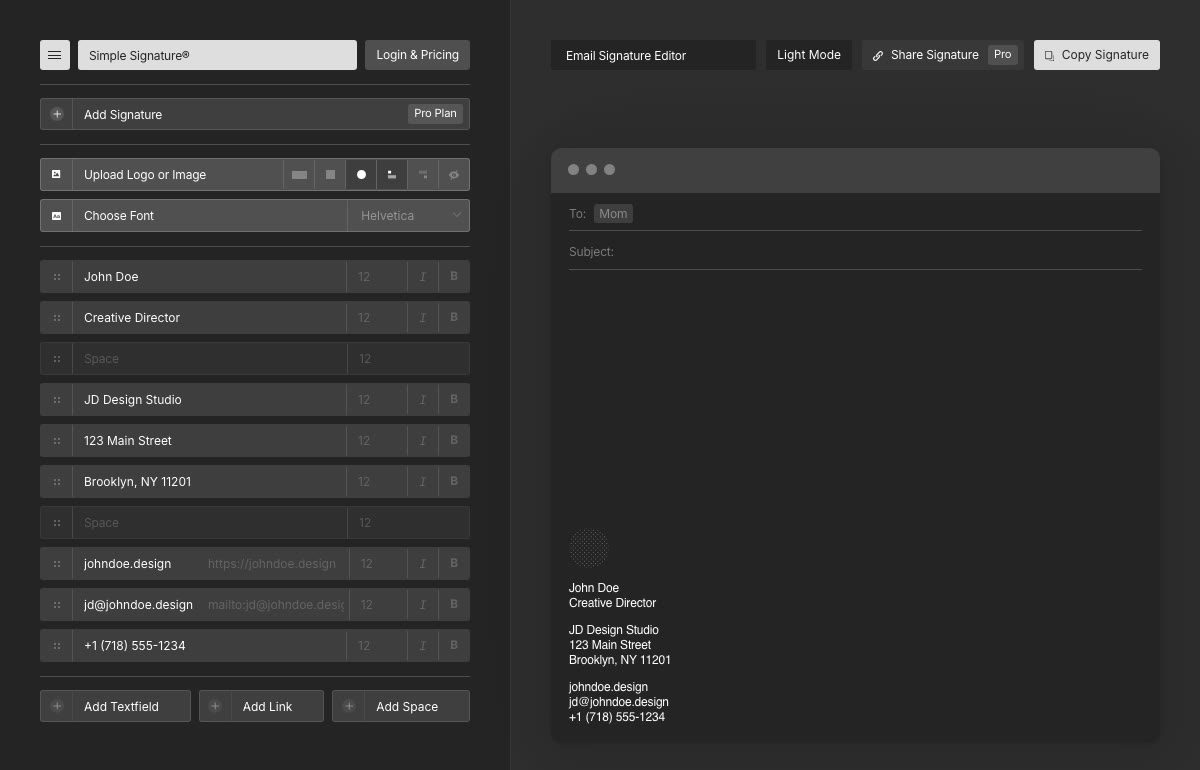 Simple Signature®
Login & Pricing
Add Signature
Pro Plan
Upload Logo or Image
Aa
Choose Font
Helvetica
John Doe 12 I B
Creative Director 12 I B
Space 12
JD Design Studio 12 I B
123 Main Street 12 I B
Brooklyn, NY 11201 12 I B
Space 12
johndoe.design https://johndoe.design 12 I B
jd@johndoe.design mailto:jd@johndoe.desig 12 I B
+1 (718) 555-1234 12 I B
Add Textfield
Add Link
Add Space
Email Signature Editor
Light Mode
Share Signature
Pro
Copy Signature
To: Mom
Subject:
John Doe
Creative Director
JD Design Studio
123 Main Street
Brooklyn, NY 11201
johndoe.design
jd@johndoe.design
+1 (718) 555-1234